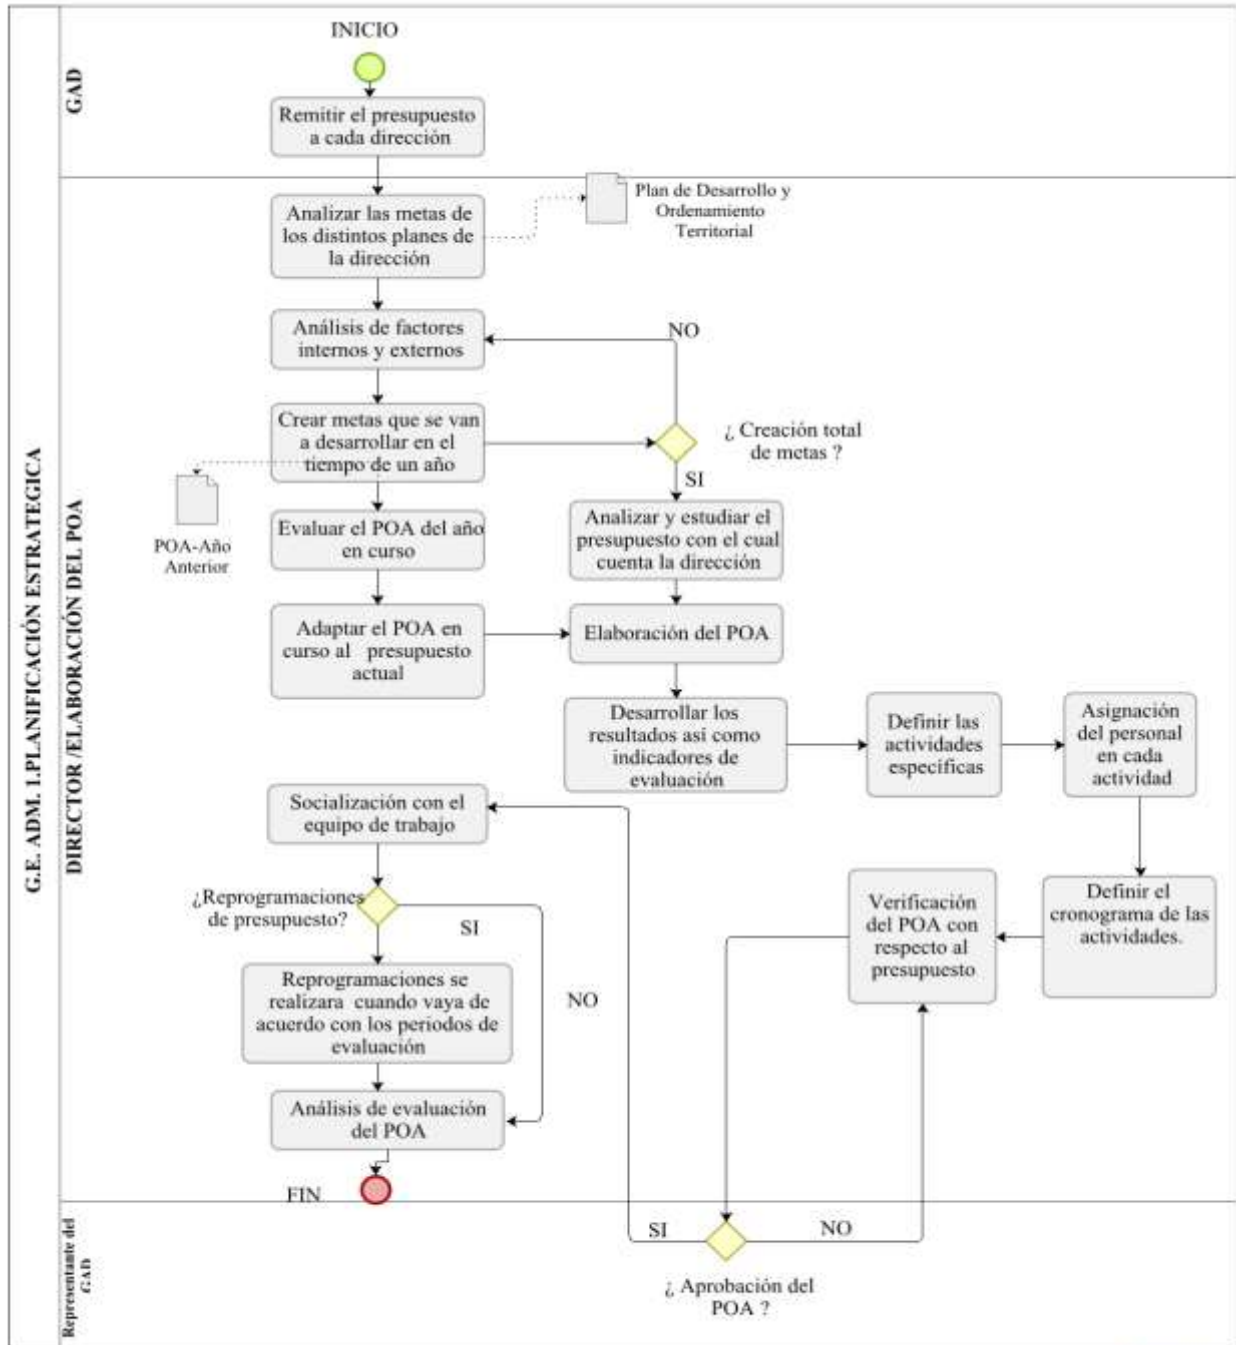 G.E. ADM. 1.PLANIFICACIÓN ESTRATEGICA
GAD
INICIO
Remitir el presupuesto
a cada dirección
DIRECTOR /ELABORACIÓN DEL POA
Analizar las metas de
los distintos planes de
la dirección
Plan de Desarrollo y
Ordenamiento
Territorial
Análisis de factores
internos y externos
NO
Crear metas que se van
a desarrollar en el
tiempo de un año
¿ Creación total
de metas ?
SI
POA-Año
Anterior
Evaluar el POA del año
en curso
Analizar y estudiar el
presupuesto con el cual
cuenta la dirección
Adaptar el POA en
curso al presupuesto
actual
Elaboración del POA
Desarrollar los
resultados así como
indicadores de
evaluación
Definir las
actividades
específicas
Asignación
del personal
en cada
actividad
Socialización con el
equipo de trabajo
Definir el
cronograma de las
actividades.
Verificación
del POA con
respecto al
presupuesto
¿Reprogramaciones
de presupuesto?
SI
NO
Reprogramaciones se
realizara cuando vaya de
acuerdo con los periodos de
evaluación
Análisis de evaluación
del POA
FIN
Representante del
GAD
SI
NO
¿ Aprobación del
POA ?